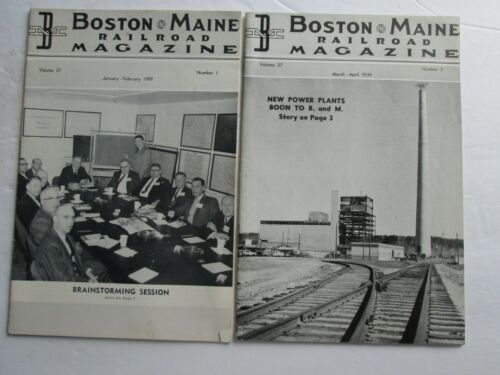 BOSTON AND MAINE
RAILROAD
MAGAZINE
Volume 27 January - February 1959 Number 1
BRAINSTORMING SESSION
BOSTON AND MAINE
RAILROAD
MAGAZINE
Volume 27 March - April 1959 Number 2
NEW POWER PLANTS
BOON TO B. and M.
Story on Page 3